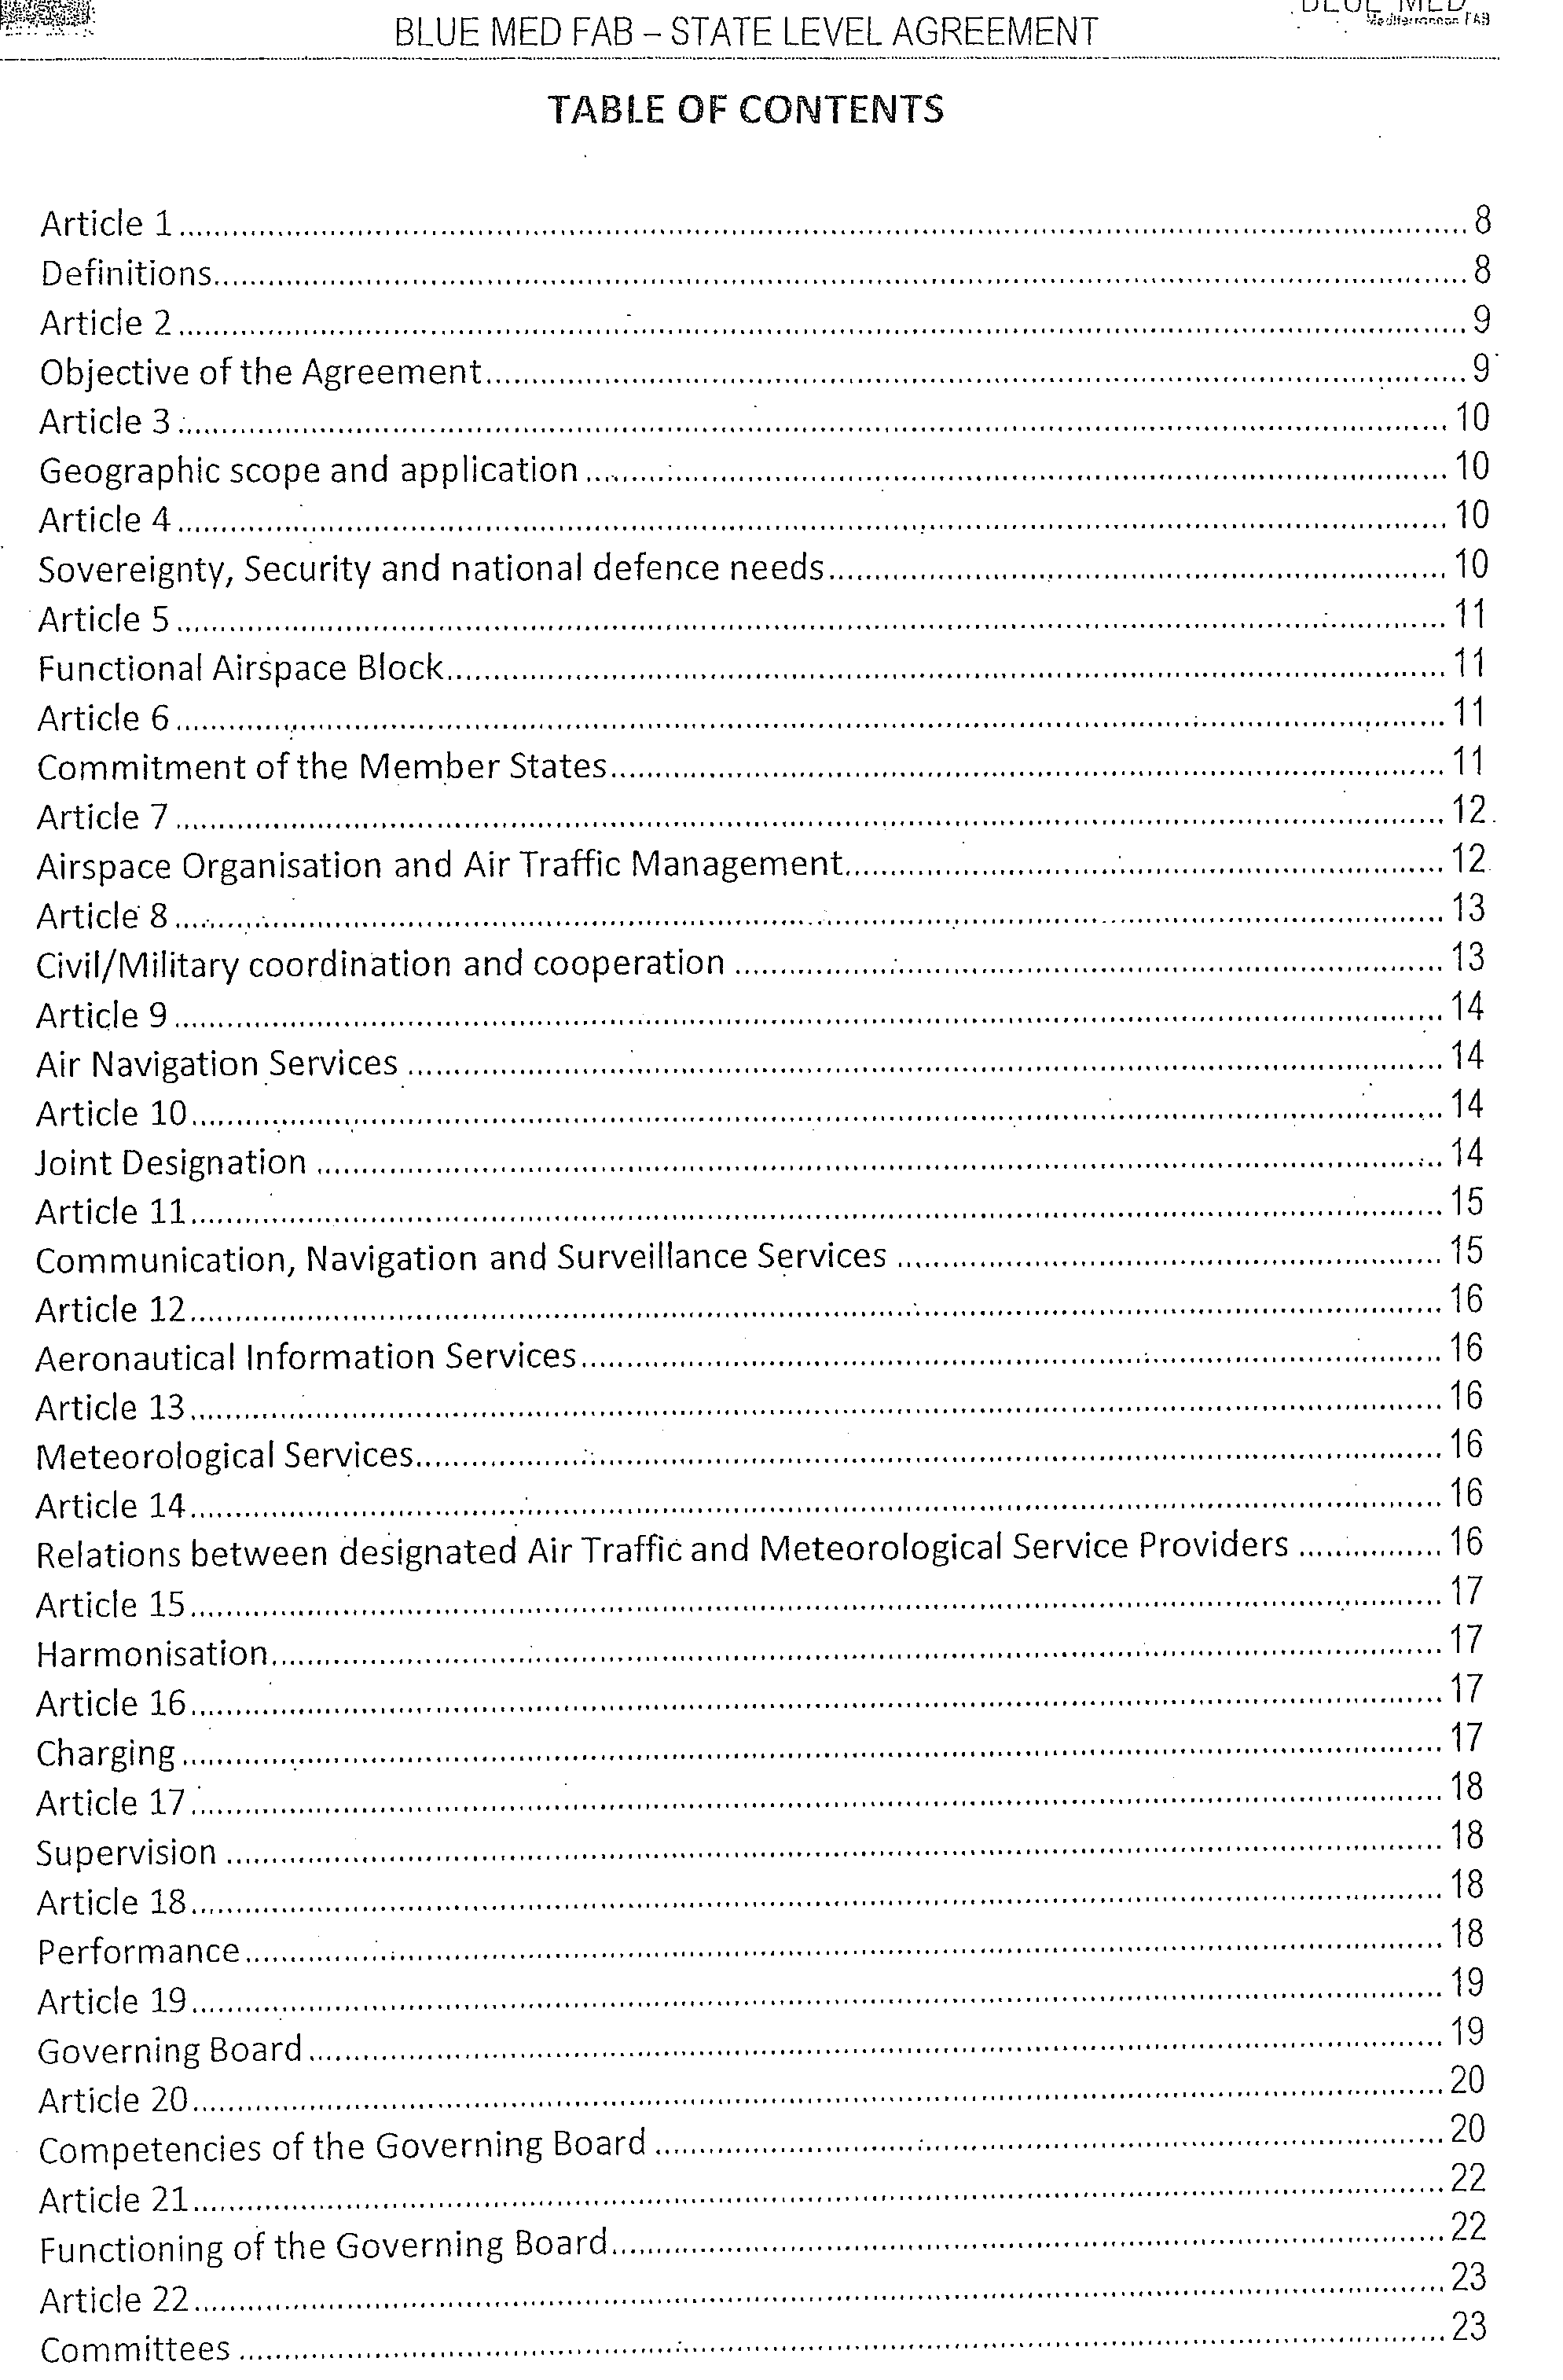 BLUE MED FAB – STATE LEVEL AGREEMENT
BLUE MED
Mediterranean FAB
TABLE OF CONTENTS
Article 1 8
Definitions 8
Article 2 9
Objective of the Agreement 9
Article 3 10
Geographic scope and application 10
Article 4 10
Sovereignty, Security and national defence needs 10
Article 5 11
Functional Airspace Block 11
Article 6 11
Commitment of the Member States 11
Article 7 12
Airspace Organisation and Air Traffic Management 12
Article 8 13
Civil/Military coordination and cooperation 13
Article 9 14
Air Navigation Services 14
Article 10 14
Joint Designation 14
Article 11 15
Communication, Navigation and Surveillance Services 15
Article 12 16
Aeronautical Information Services 16
Article 13 16
Meteorological Services 16
Article 14 16
Relations between designated Air Traffic and Meteorological Service Providers 16
Article 15 17
Harmonisation 17
Article 16 17
Charging 17
Article 17 18
Supervision 18
Article 18 18
Performance 18
Article 19 19
Governing Board 19
Article 20 20
Competencies of the Governing Board 20
Article 21 22
Functioning of the Governing Board 22
Article 22 23
Committees 23